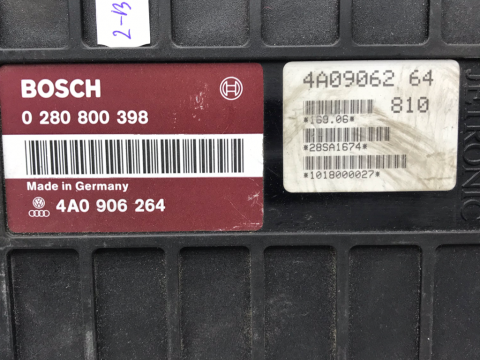 2-13
BOSCH
0 280 800 398
Made in Germany
4A0 906 264
4A09062 64
810
*160.06*
*28SA1674*
*1018000027*
JETRONIC